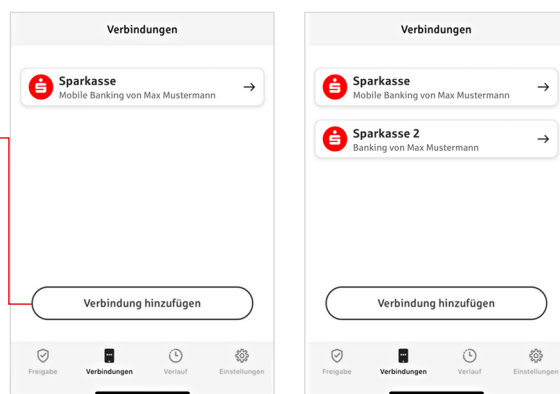 Verbindungen
Sparkasse
Mobile Banking von Max Mustermann
Verbindung hinzufügen
Freigabe Verbindungen Verlauf Einstellungen
Verbindungen
Sparkasse
Mobile Banking von Max Mustermann
Sparkasse 2
Banking von Max Mustermann
Verbindung hinzufügen
Freigabe Verbindungen Verlauf Einstellungen